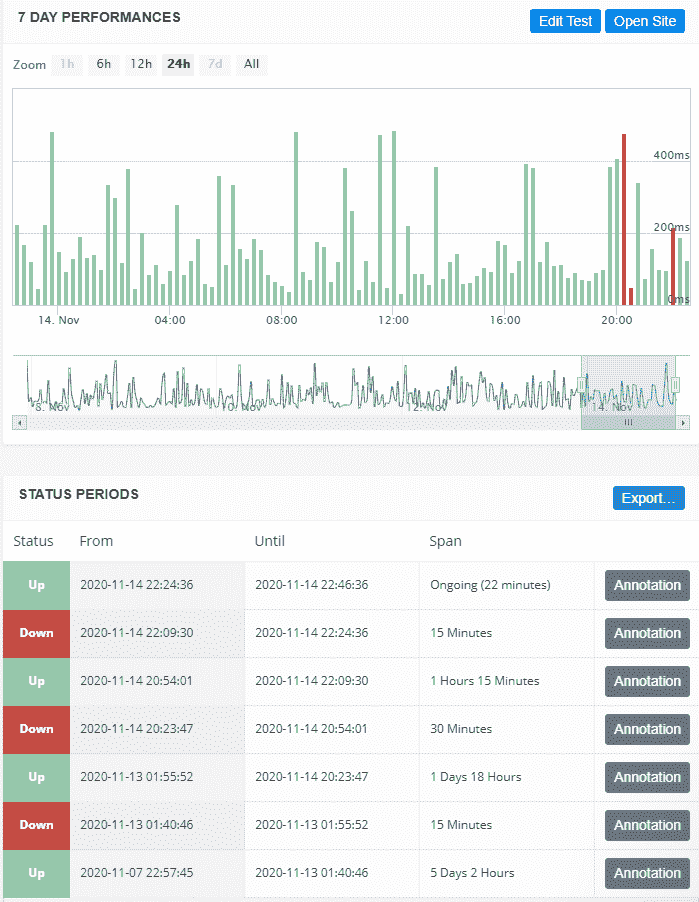 7 DAY PERFORMANCES Edit Test Open Site
Zoom 1h 6h 12h 24h 7d All
400ms
200ms
0ms
14. Nov 04:00 08:00 12:00 16:00 20:00
8. Nov 10. Nov 12. Nov 14. Nov
STATUS PERIODS Export...
Status From Until Span
Up 2020-11-14 22:24:36 2020-11-14 22:46:36 Ongoing (22 minutes) Annotation
Down 2020-11-14 22:09:30 2020-11-14 22:24:36 15 Minutes Annotation
Up 2020-11-14 20:54:01 2020-11-14 22:09:30 1 Hours 15 Minutes Annotation
Down 2020-11-14 20:23:47 2020-11-14 20:54:01 30 Minutes Annotation
Up 2020-11-13 01:55:52 2020-11-14 20:23:47 1 Days 18 Hours Annotation
Down 2020-11-13 01:40:46 2020-11-13 01:55:52 15 Minutes Annotation
Up 2020-11-07 22:57:45 2020-11-13 01:40:46 5 Days 2 Hours Annotation